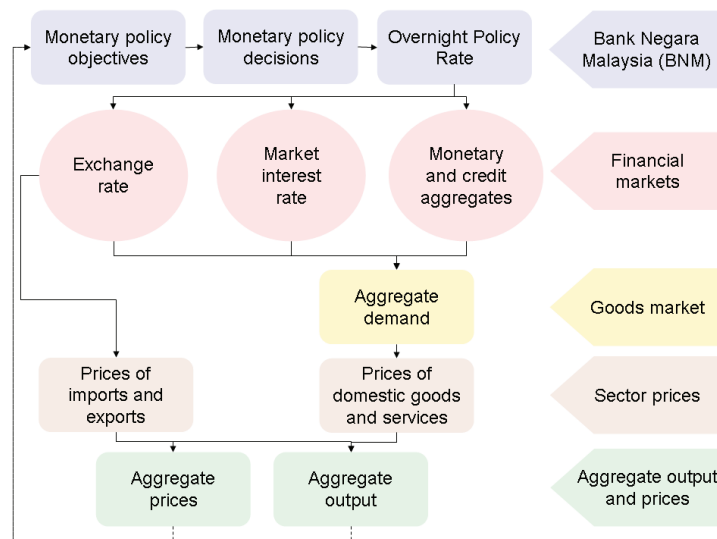 Monetary policy
objectives
Monetary policy
decisions
Overnight Policy
Rate
Bank Negara
Malaysia (BNM)
Exchange
rate
Market
interest
rate
Monetary
and credit
aggregates
Financial
markets
Aggregate
demand
Goods market
Prices of
imports and
exports
Prices of
domestic goods
and services
Sector prices
Aggregate
prices
Aggregate
output
Aggregate output
and prices